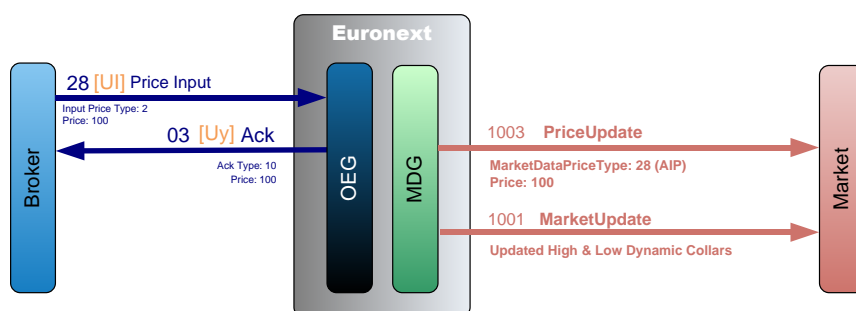 Euronext
Broker
28 [UI] Price Input
Input Price Type: 2
Price: 100
03 [Uy] Ack
Ack Type: 10
Price: 100
OEG
MDG
1003 PriceUpdate
MarketDataPriceType: 28 (AIP)
Price: 100
1001 MarketUpdate
Updated High & Low Dynamic Collars
Market